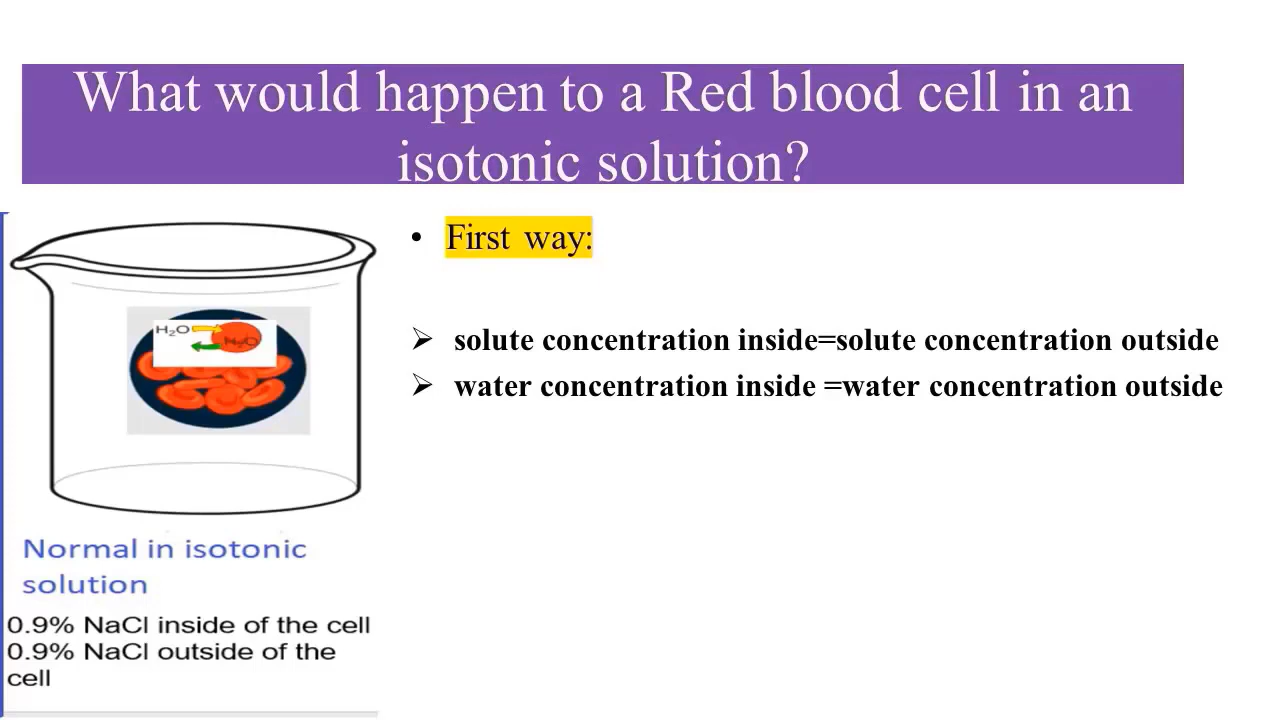 What would happen to a Red blood cell in an
isotonic solution?
• First way:
➢ solute concentration inside=solute concentration outside
➢ water concentration inside =water concentration outside
H₂O
H₂O
Normal in isotonic
solution
0.9% NaCl inside of the cell
0.9% NaCl outside of the
cell